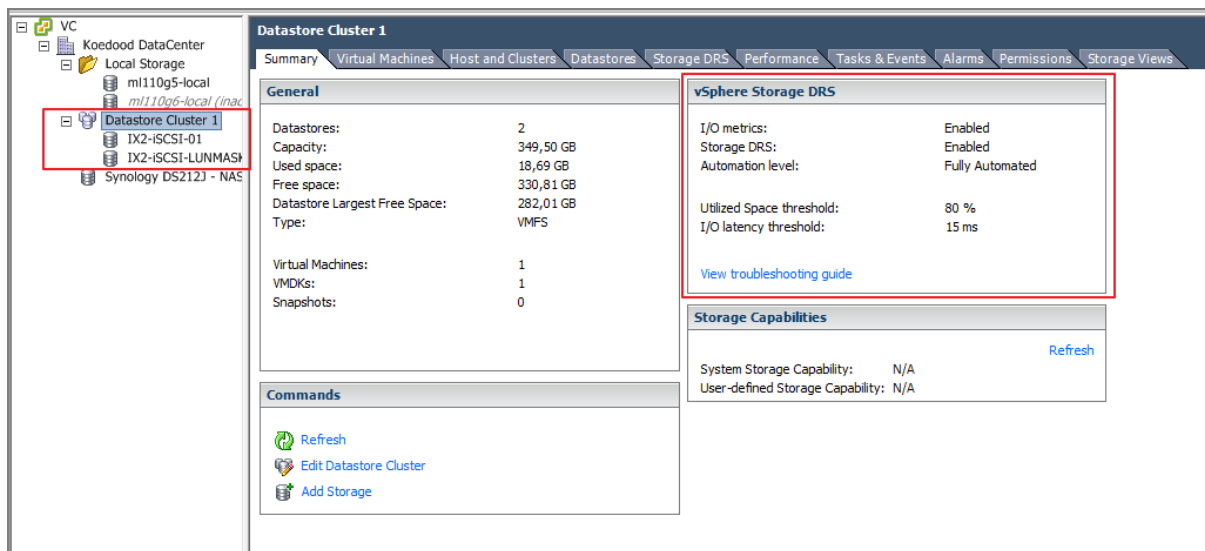 VC
Koedood DataCenter
Local Storage
ml110g5-local
ml110g6-local (inac
Datastore Cluster 1
IX2-iSCSI-01
IX2-iSCSI-LUNMASK
Synology DS212J - NAS
Datastore Cluster 1
Summary Virtual Machines Host and Clusters Datastores Storage DRS Performance Tasks & Events Alarms Permissions Storage Views
General
Datastores: 2
Capacity: 349,50 GB
Used space: 18,69 GB
Free space: 330,81 GB
Datastore Largest Free Space: 282,01 GB
Type: VMFS
Virtual Machines: 1
VMDKs: 1
Snapshots: 0
Commands
Refresh
Edit Datastore Cluster
Add Storage
vSphere Storage DRS
I/O metrics: Enabled
Storage DRS: Enabled
Automation level: Fully Automated
Utilized Space threshold: 80 %
I/O latency threshold: 15 ms
View troubleshooting guide
Storage Capabilities
Refresh
System Storage Capability: N/A
User-defined Storage Capability: N/A